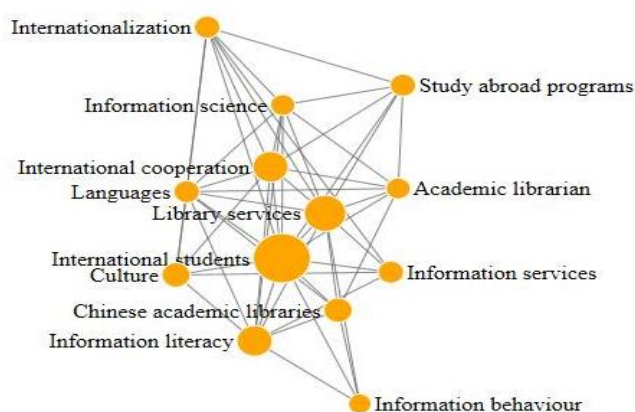 Internationalization
Study abroad programs
Information science
International cooperation
Languages
Academic librarian
Library services
International students
Culture
Information services
Chinese academic libraries
Information literacy
Information behaviour